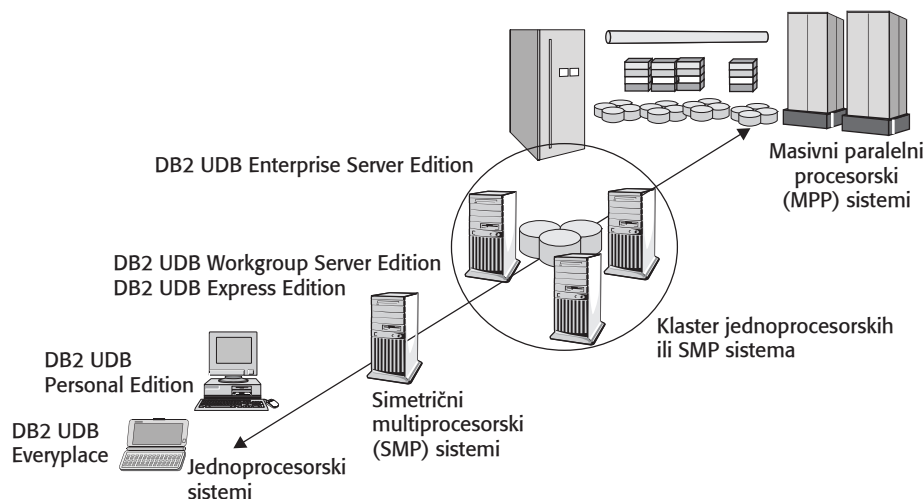 DB2 UDB Enterprise Server Edition
Masivni paralelni
procesorski
(MPP) sistemi
DB2 UDB Workgroup Server Edition
DB2 UDB Express Edition
Klaster jednoprocesorskih
ili SMP sistema
DB2 UDB
Personal Edition
Simetrični
multiprocesorski
(SMP) sistemi
DB2 UDB
Everyplace
Jednoprocesorski
sistemi